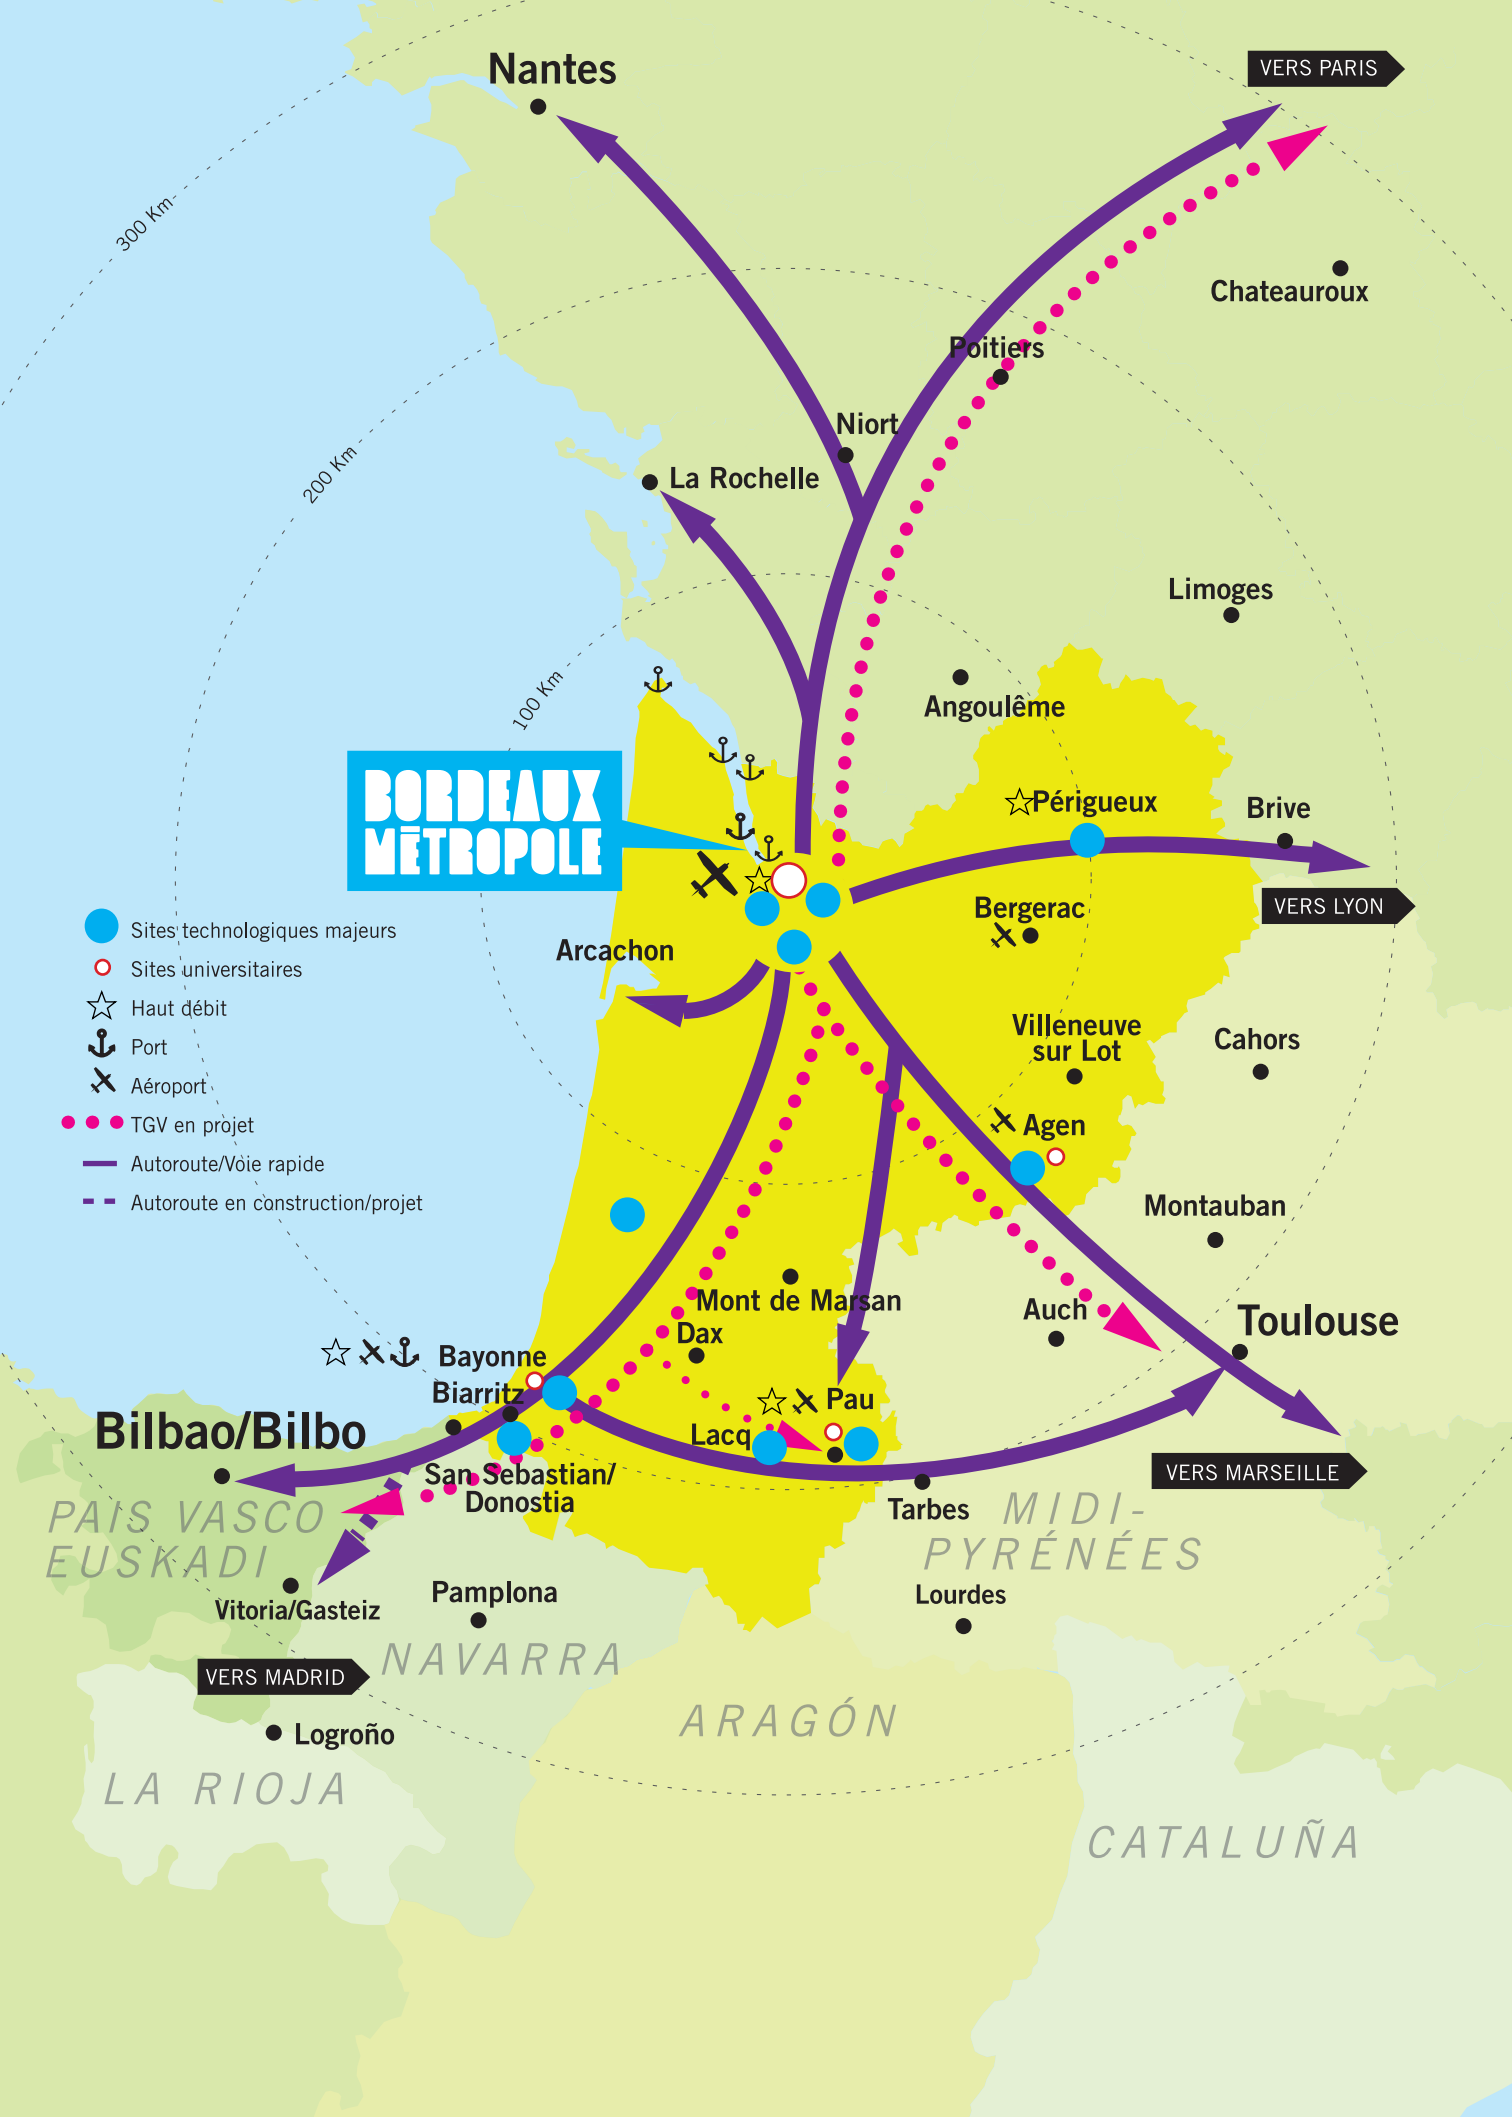 Nantes
VERS PARIS
300 Km
Chateauroux
Poitiers
Niort
200 Km
La Rochelle
Limoges
100 Km
Angoulême
BORDEAUX
MÉTROPOLE
Périgueux
Brive
VERS LYON
Bergerac
Sites technologiques majeurs
Arcachon
Sites universitaires
Haut débit
Villeneuve
sur Lot
Cahors
Port
Aéroport
TGV en projet
Agen
Autoroute/Voie rapide
Autoroute en construction/projet
Montauban
Mont de Marsan
Auch
Toulouse
Dax
Bayonne
Biarritz
Pau
Bilbao/Bilbo
Lacq
San Sebastian/
Donostia
VERS MARSEILLE
Tarbes
PAIS VASCO
EUSKADI
MIDI-
PYRÉNÉES
Vitoria/Gasteiz
Pamplona
Lourdes
NAVARRA
VERS MADRID
ARAGÓN
Logroño
LA RIOJA
CATALUÑA